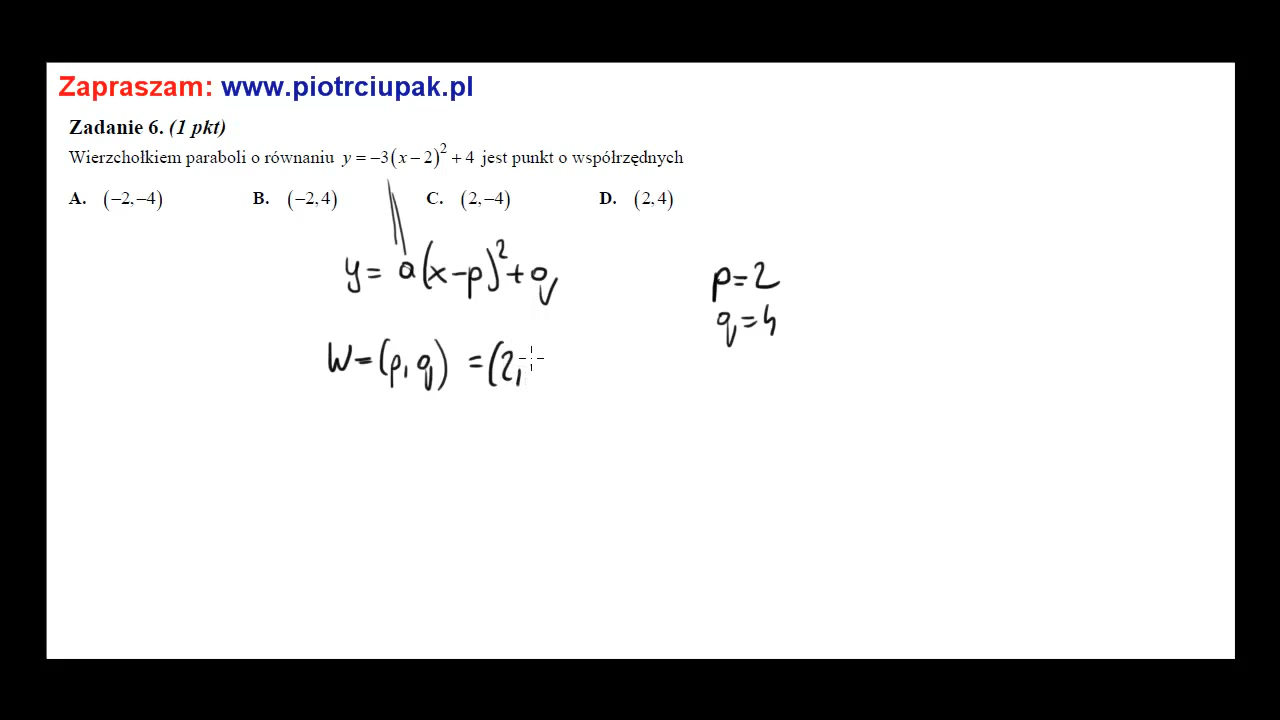 Zapraszam: www.piotrciupak.pl
Zadanie 6. (1 pkt)
Wierzchołkiem paraboli o równaniu y = −3(x − 2)² + 4 jest punkt o współrzędnych
A. (−2, −4) B. (−2, 4) C. (2, −4) D. (2, 4)
y = a(x − p)² + q
p = 2
q = 4
W = (p, q) = (2,